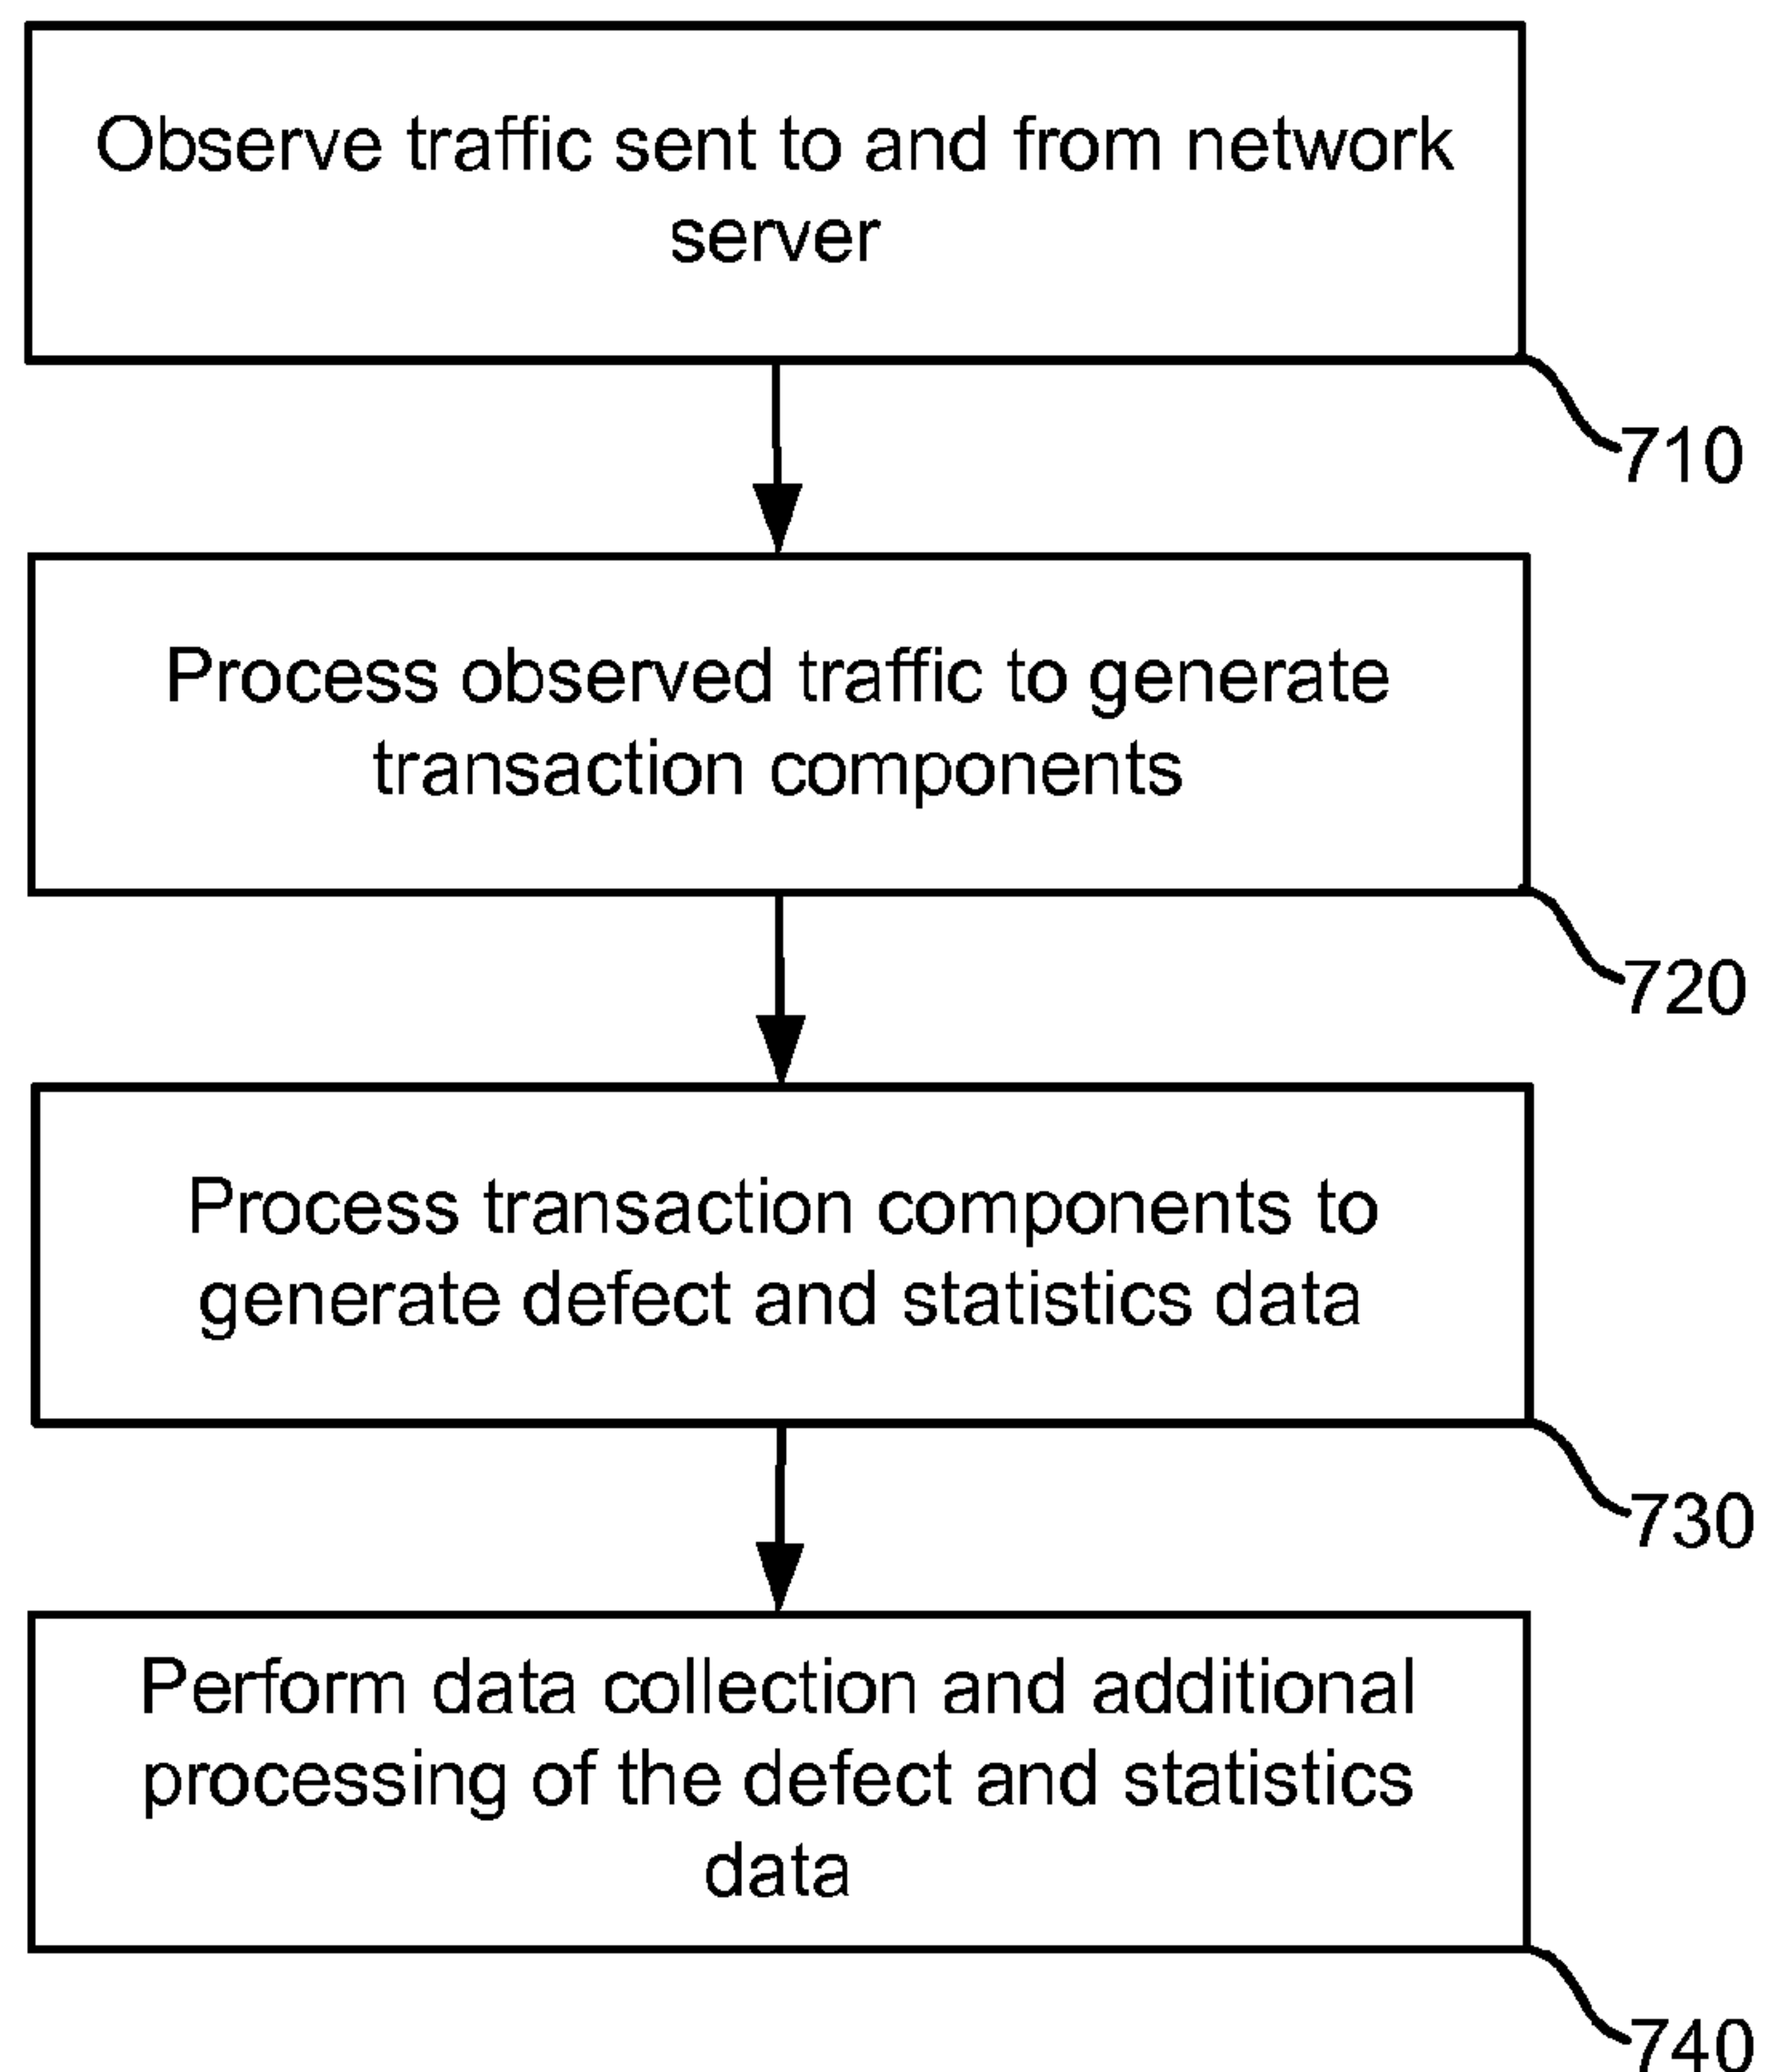 Observe traffic sent to and from network
server
710
Process observed traffic to generate
transaction components
720
Process transaction components to
generate defect and statistics data
730
Perform data collection and additional
processing of the defect and statistics
data
740